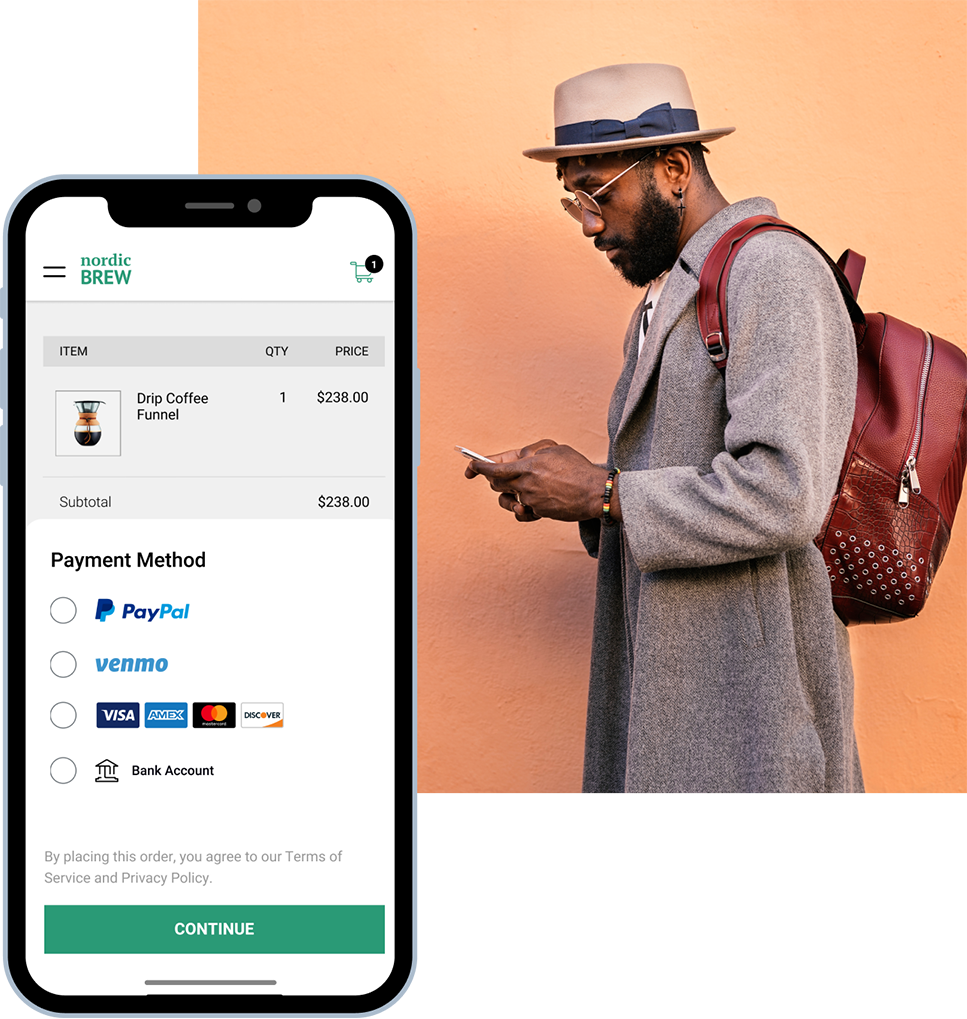 nordic
BREW
1
ITEM QTY PRICE
Drip Coffee 1 $238.00
Funnel
Subtotal $238.00
Payment Method
PayPal
venmo
VISA AMEX mastercard DISCOVER
Bank Account
By placing this order, you agree to our Terms of
Service and Privacy Policy.
CONTINUE